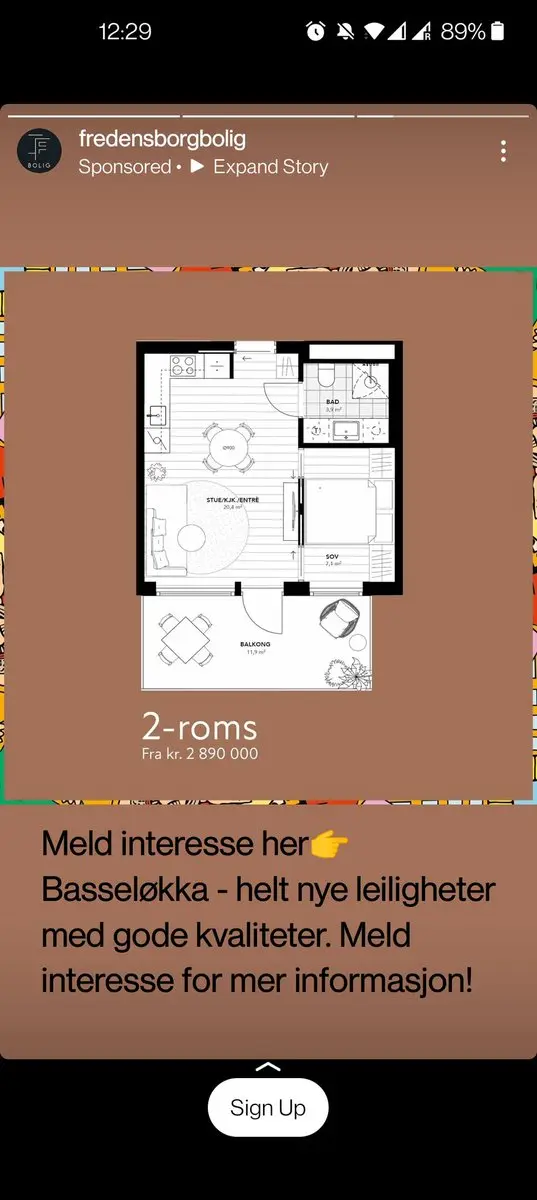 12:29
R 89%
fredensborgbolig
BOLIG
Sponsored • ▶ Expand Story
BAD
3,9 m²
Ø900
STUE/KJK./ENTRÈ
20,4 m²
SOV
7,1 m²
BALKONG
11,9 m²
2-roms
Fra kr. 2 890 000
Meld interesse her👉
Basseløkka - helt nye leiligheter
med gode kvaliteter. Meld
interesse for mer informasjon!
Sign Up